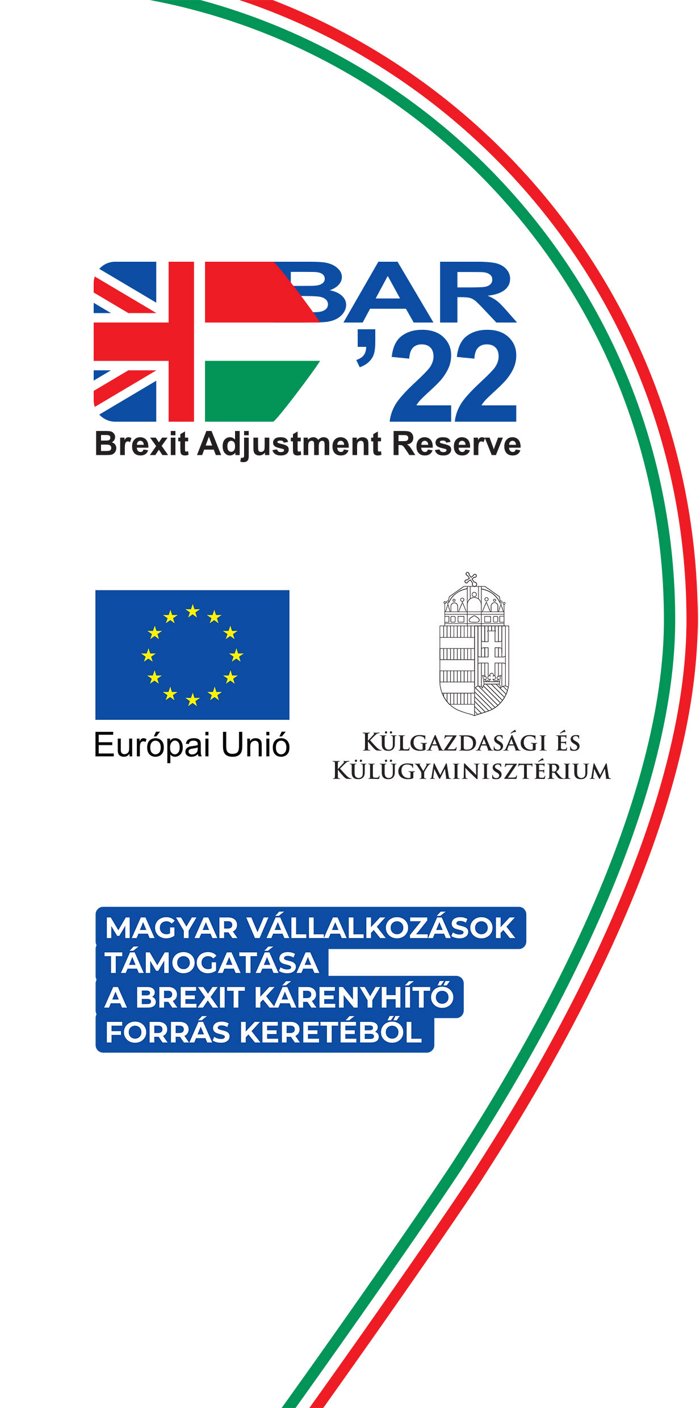 BAR
’22
Brexit Adjustment Reserve
Európai Unió
KÜLGAZDASÁGI ÉS
KÜLÜGYMINISZTÉRIUM
MAGYAR VÁLLALKOZÁSOK
TÁMOGATÁSA
A BREXIT KÁRENYHÍTŐ
FORRÁS KERETÉBŐL